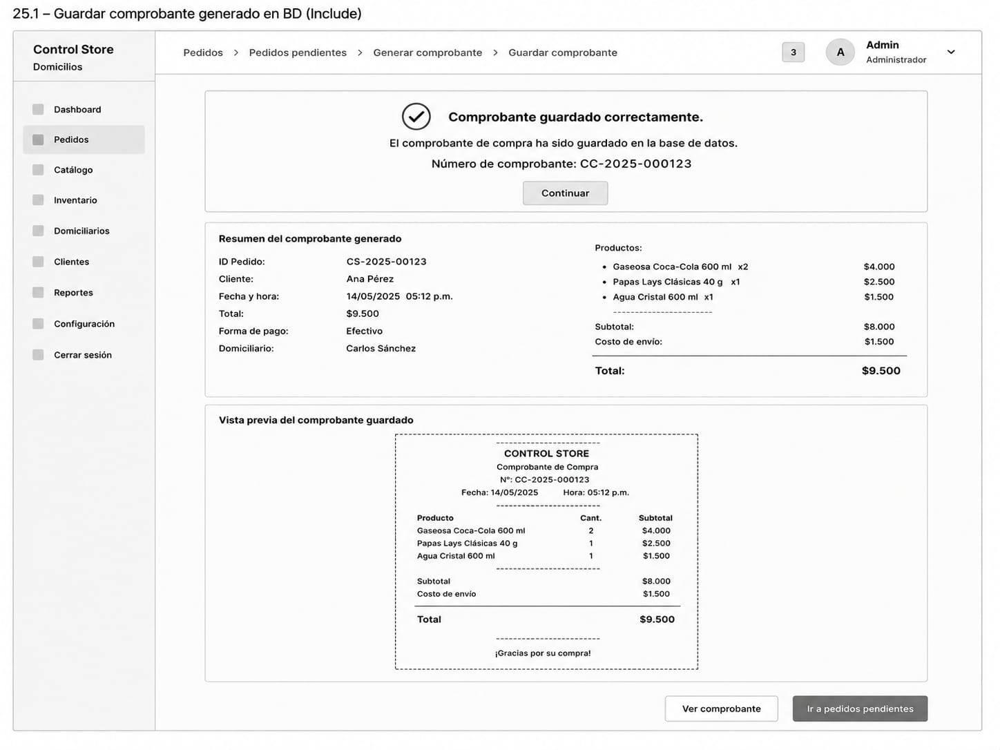 25.1 – Guardar comprobante generado en BD (Include)
Control Store
Domicilios
Dashboard
Pedidos
Catálogo
Inventario
Domiciliarios
Clientes
Reportes
Configuración
Cerrar sesión
Pedidos > Pedidos pendientes > Generar comprobante > Guardar comprobante
3
A
Admin
Administrador
Comprobante guardado correctamente.
El comprobante de compra ha sido guardado en la base de datos.
Número de comprobante: CC-2025-000123
Continuar
Resumen del comprobante generado
ID Pedido: CS-2025-00123
Cliente: Ana Pérez
Fecha y hora: 14/05/2025 05:12 p.m.
Total: $9.500
Forma de pago: Efectivo
Domiciliario: Carlos Sánchez
Productos:
• Gaseosa Coca-Cola 600 ml x2 $4.000
• Papas Lays Clásicas 40 g x1 $2.500
• Agua Cristal 600 ml x1 $1.500
Subtotal: $8.000
Costo de envío: $1.500
Total: $9.500
Vista previa del comprobante guardado
CONTROL STORE
Comprobante de Compra
N°: CC-2025-000123
Fecha: 14/05/2025 Hora: 05:12 p.m.
Producto Cant. Subtotal
Gaseosa Coca-Cola 600 ml 2 $4.000
Papas Lays Clásicas 40 g 1 $2.500
Agua Cristal 600 ml 1 $1.500
Subtotal $8.000
Costo de envío $1.500
Total $9.500
¡Gracias por su compra!
Ver comprobante
Ir a pedidos pendientes